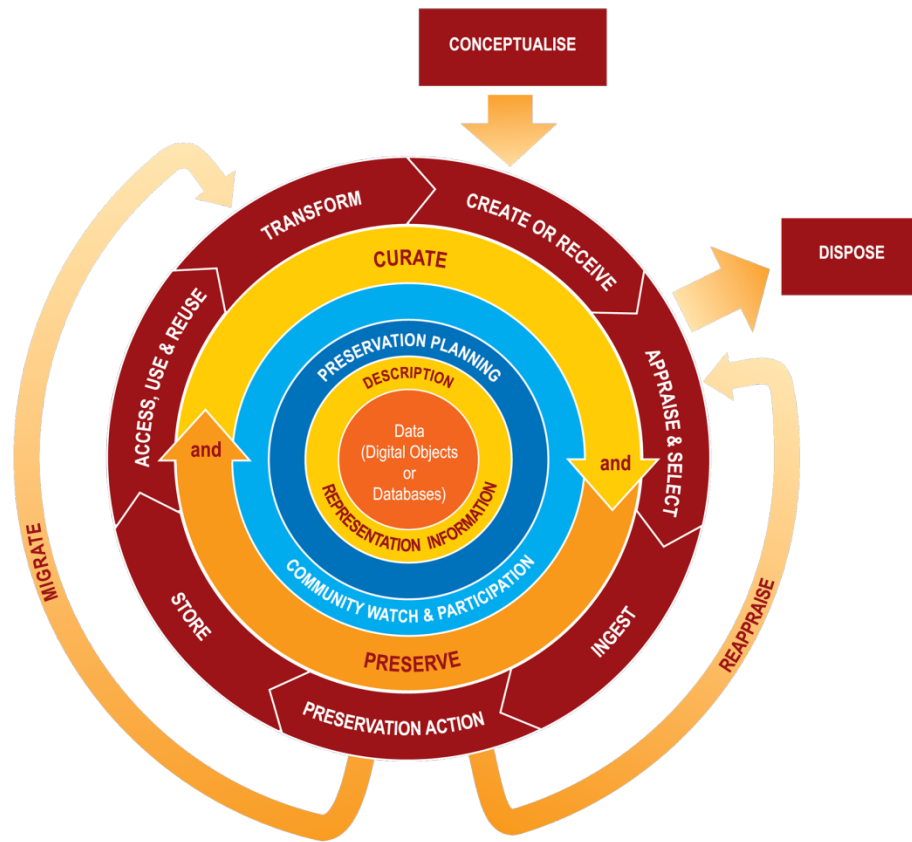 CONCEPTUALISE
CREATE OR RECEIVE
DISPOSE
APPRAISE & SELECT
REAPPRAISE
INGEST
PRESERVATION ACTION
STORE
MIGRATE
ACCESS, USE & REUSE
TRANSFORM
CURATE
and
PRESERVE
and
COMMUNITY WATCH & PARTICIPATION
PRESERVATION PLANNING
DESCRIPTION
REPRESENTATION INFORMATION
Data
(Digital Objects
or
Databases)